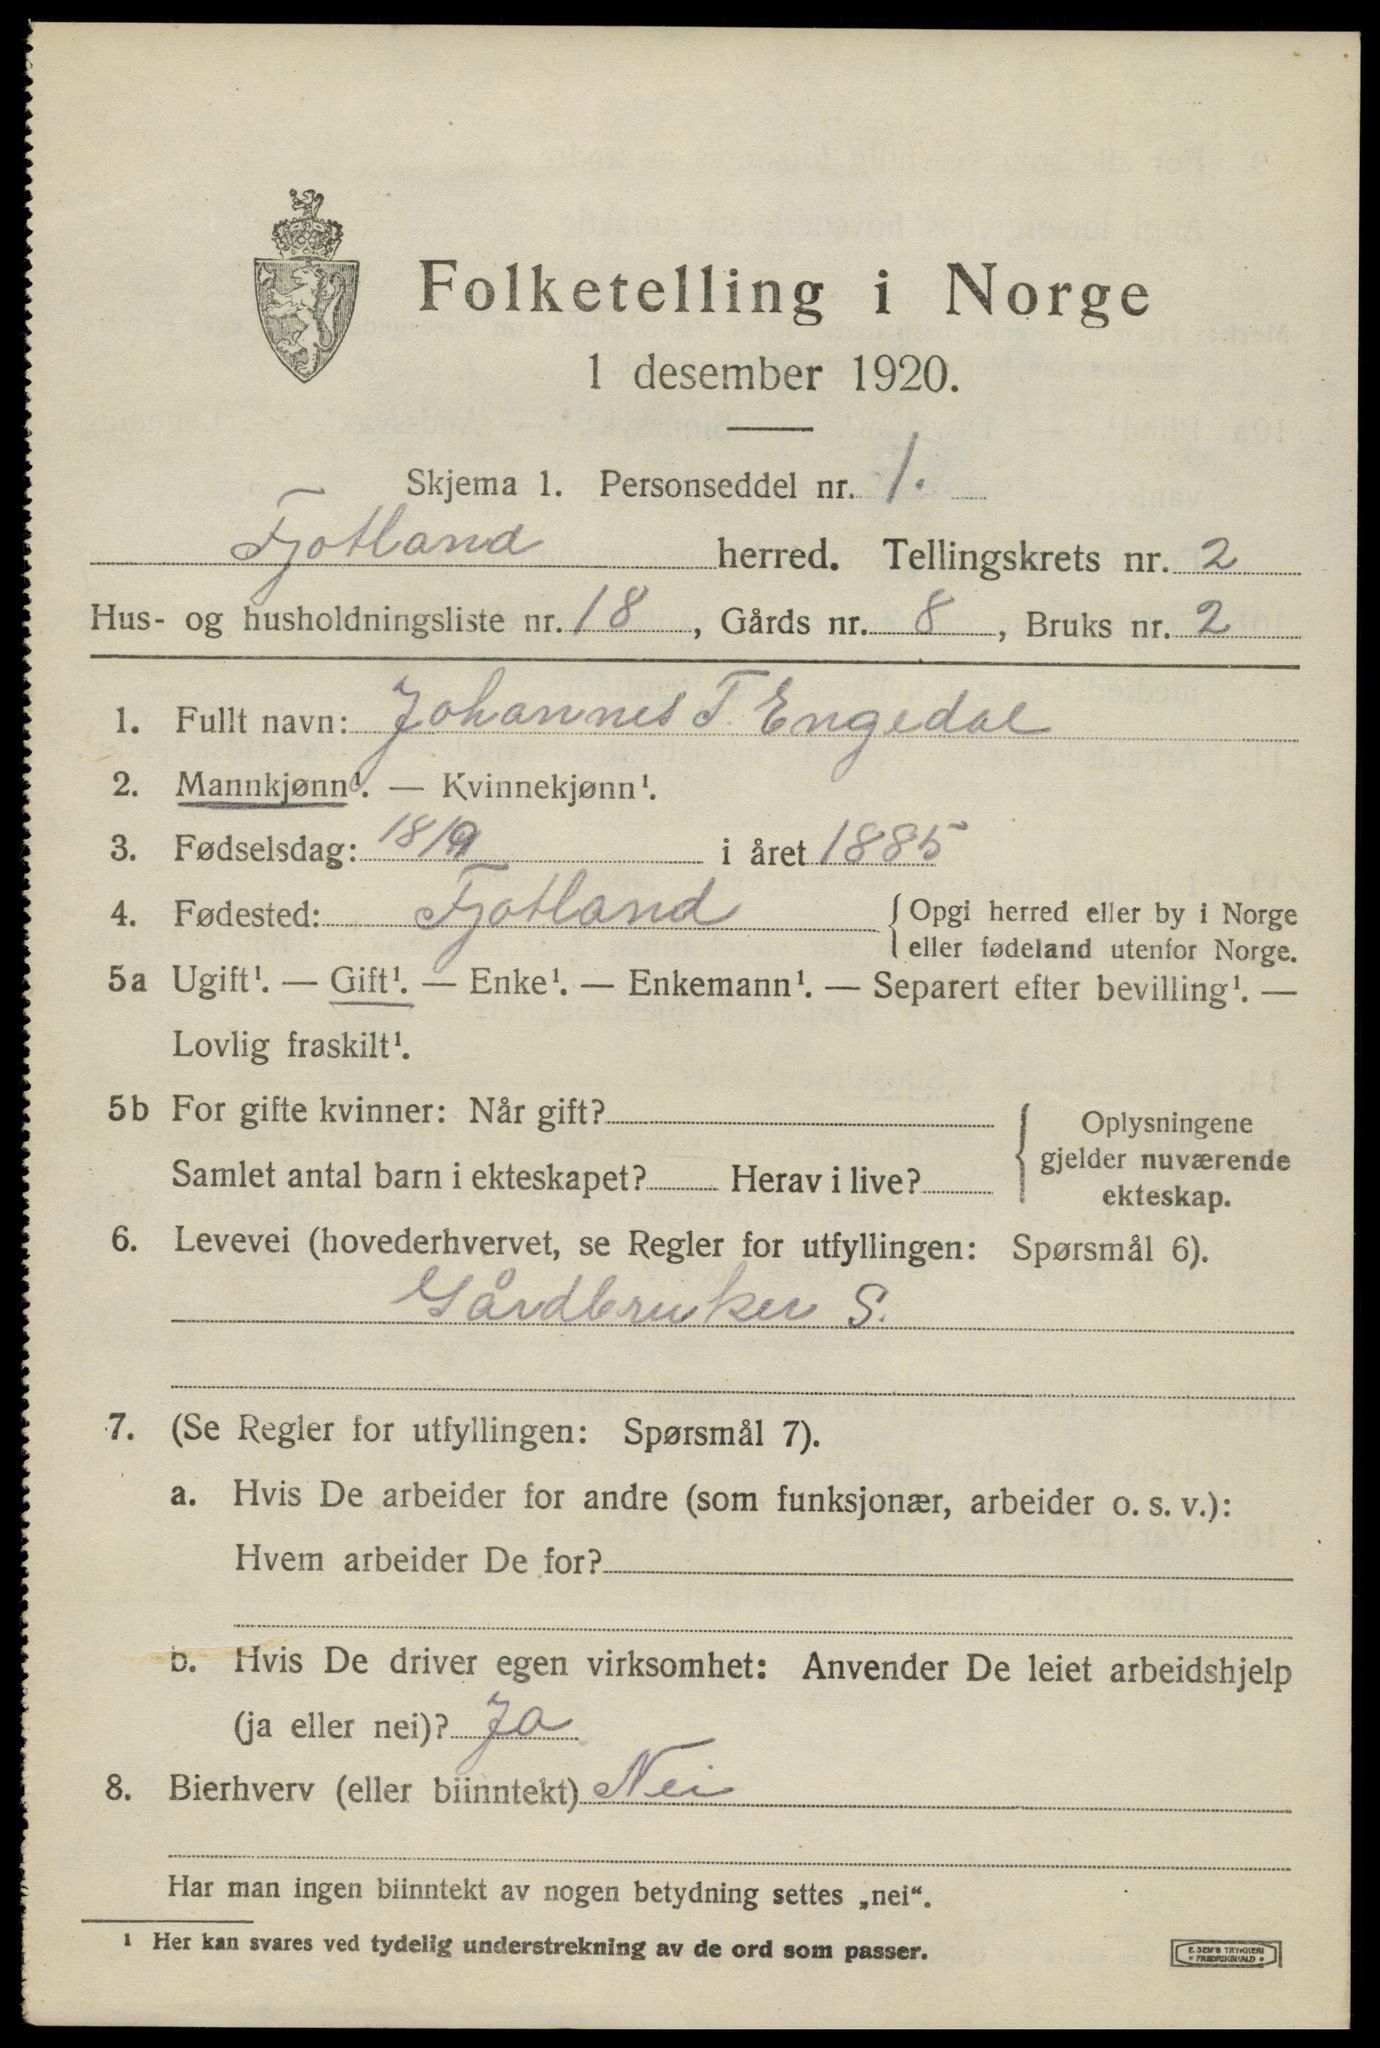 Folketelling i Norge
1 desember 1920.
Skjema 1. Personseddel nr. 1.
Fjotland herred. Tellingskrets nr. 2
Hus- og husholdningsliste nr. 18, Gårds nr. 8, Bruks nr. 2
1. Fullt navn: Johannes T. Engedal
2. Mannkjønn¹. — Kvinnekjønn¹.
3. Fødselsdag: 18/9 i året 1885
4. Fødested: Fjotland { Opgi herred eller by i Norge
eller fødeland utenfor Norge.
5a Ugift¹. — Gift¹. — Enke¹. — Enkemann¹. — Separert efter bevilling¹. —
Lovlig fraskilt¹.
5b For gifte kvinner: Når gift?
Samlet antal barn i ekteskapet? Herav i live?
Oplysningene
gjelder nuværende
ekteskap.
6. Levevei (hovederhvervet, se Regler for utfyllingen: Spørsmål 6).
Gårdbruker S.
7. (Se Regler for utfyllingen: Spørsmål 7).
a. Hvis De arbeider for andre (som funksjonær, arbeider o. s. v.):
Hvem arbeider De for?
b. Hvis De driver egen virksomhet: Anvender De leiet arbeidshjelp
(ja eller nei)? Ja
8. Bierhverv (eller biinntekt) Nei
Har man ingen biinntekt av nogen betydning settes „nei“.
¹ Her kan svares ved tydelig understrekning av de ord som passer.
E. SEM'S TRYKKERI
• FREDRIKSHALD •